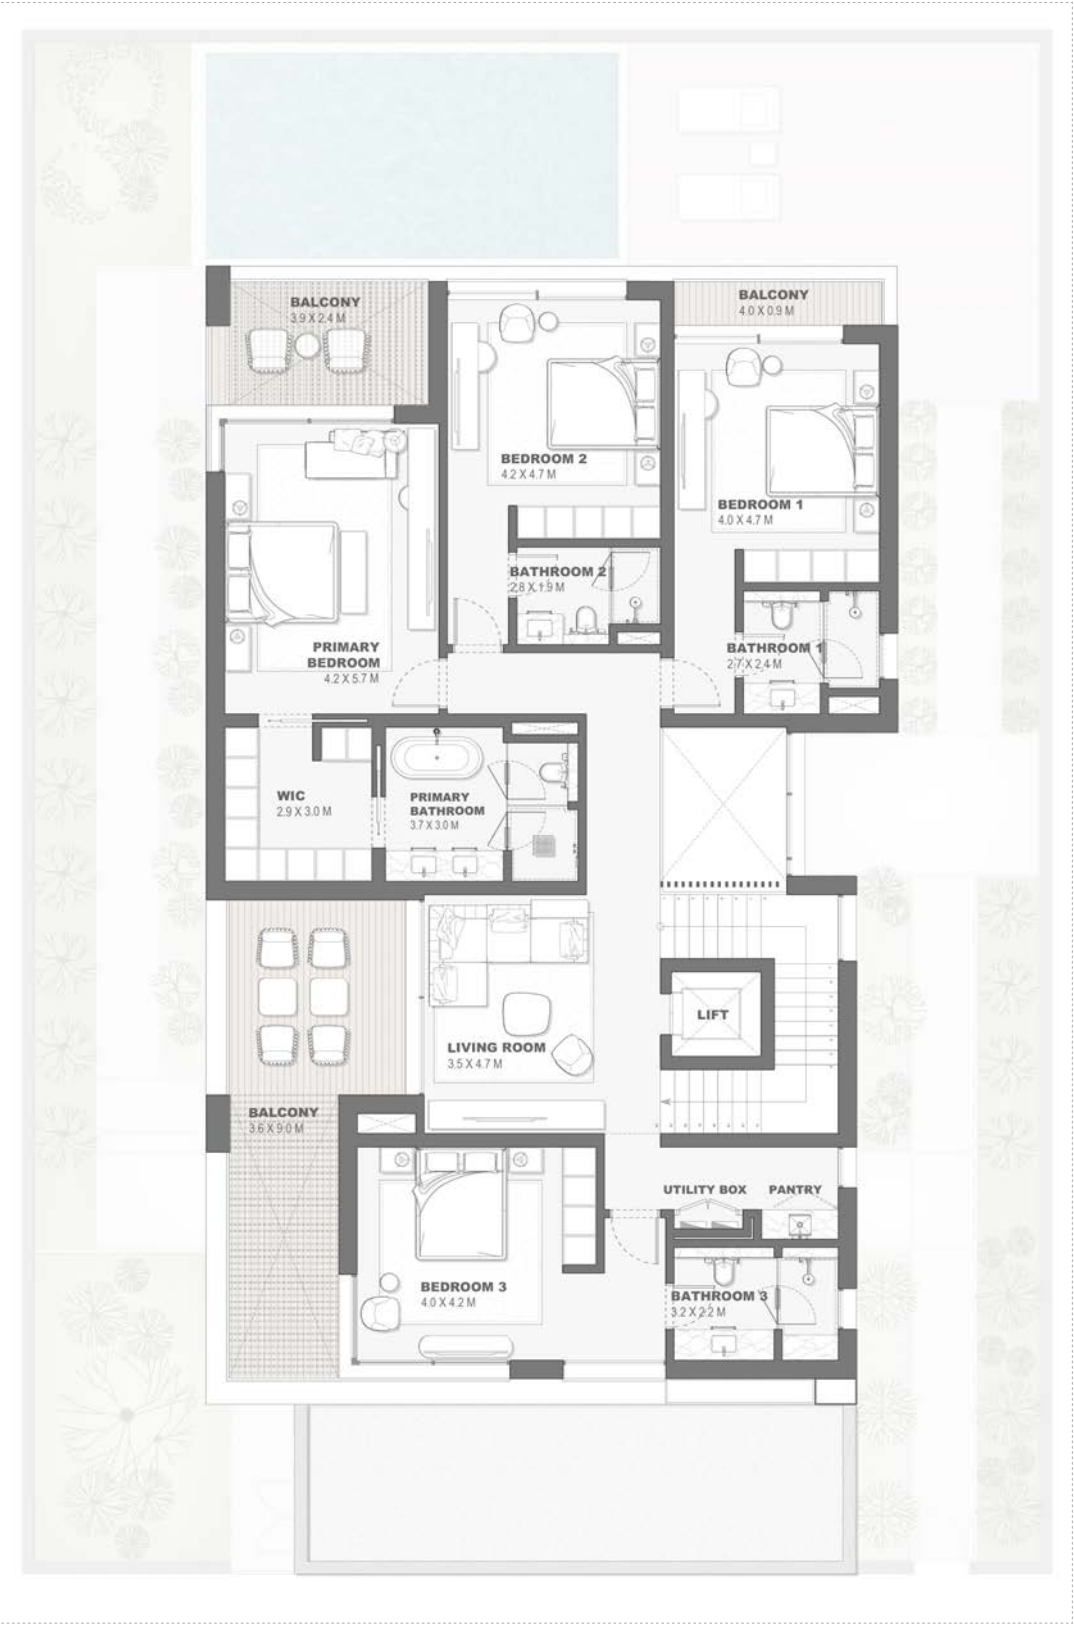 BALCONY
3.9 X 2.4 M
BALCONY
4.0 X 0.9 M
BEDROOM 2
4.2 X 4.7 M
BEDROOM 1
4.0 X 4.7 M
BATHROOM 2
2.8 X 1.9 M
PRIMARY
BEDROOM
4.2 X 5.7 M
BATHROOM 1
2.7 X 2.4 M
WIC
2.9 X 3.0 M
PRIMARY
BATHROOM
3.7 X 3.0 M
LIFT
LIVING ROOM
3.5 X 4.7 M
BALCONY
3.6 X 9.0 M
UTILITY BOX
PANTRY
BEDROOM 3
4.0 X 4.2 M
BATHROOM 3
3.2 X 2.2 M